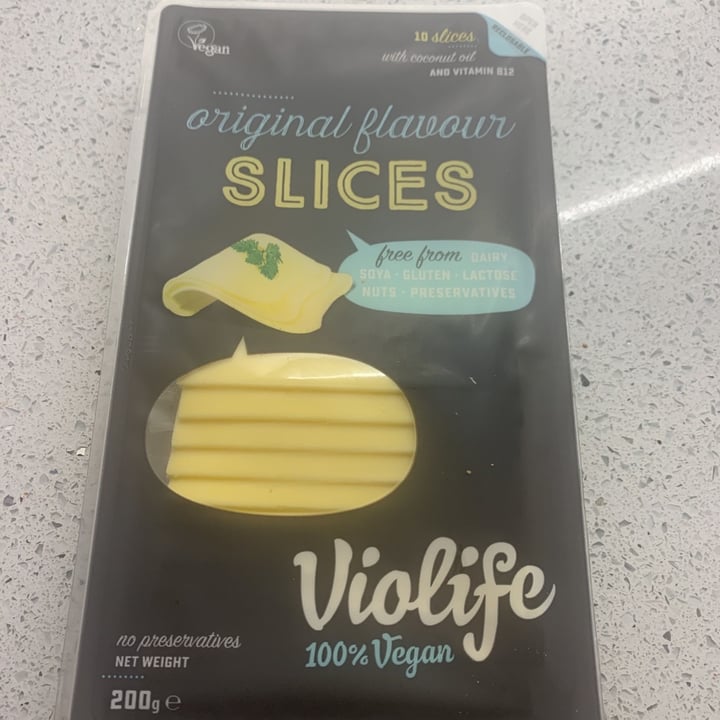 Vegan
10 slices
with coconut oil
AND VITAMIN B12
RECLOSABLE
original flavour
SLICES
free from DAIRY
SOYA · GLUTEN · LACTOSE
NUTS · PRESERVATIVES
Violife
100% Vegan
no preservatives
NET WEIGHT
200g e